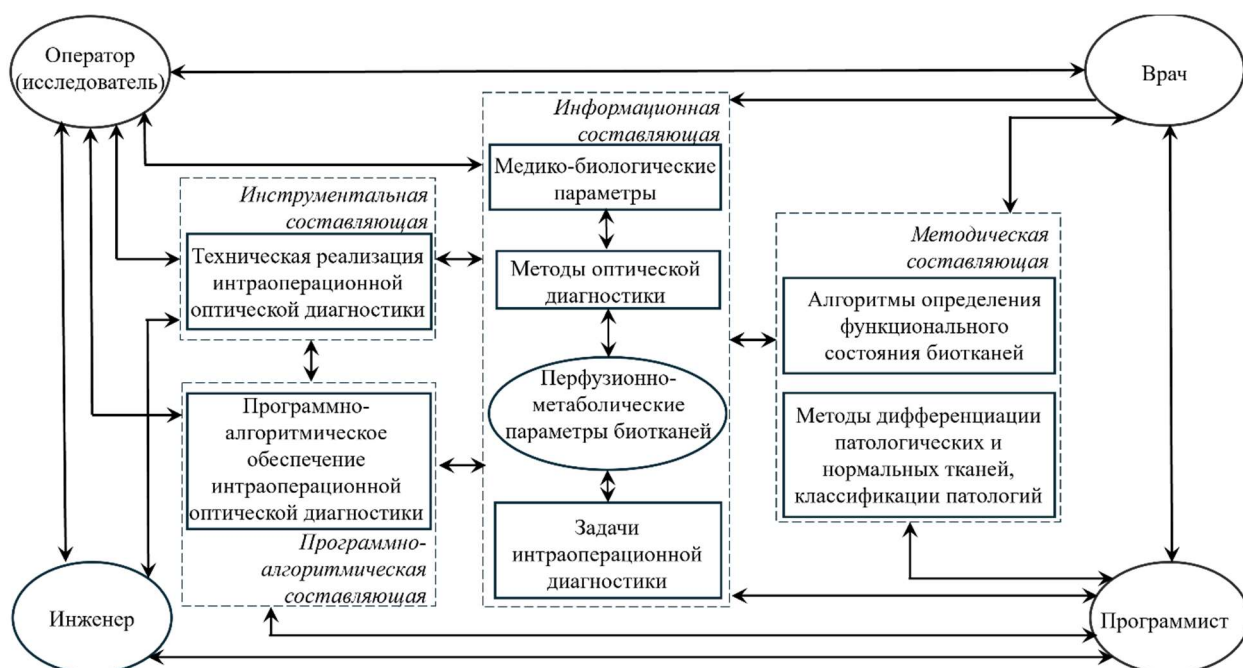 Оператор
(исследователь)
Врач
Информационная
составляющая
Медико-биологические
параметры
Методы оптической
диагностики
Перфузионно-
метаболические
параметры биотканей
Задачи
интраоперационной
диагностики
Инструментальная
составляющая
Техническая реализация
интраоперационной
оптической диагностики
Программно-
алгоритмическое
обеспечение
интраоперационной
оптической диагностики
Программно-
алгоритмическая
составляющая
Методическая
составляющая
Алгоритмы определения
функционального
состояния биотканей
Методы дифференциации
патологических и
нормальных тканей,
классификации патологий
Инженер
Программист